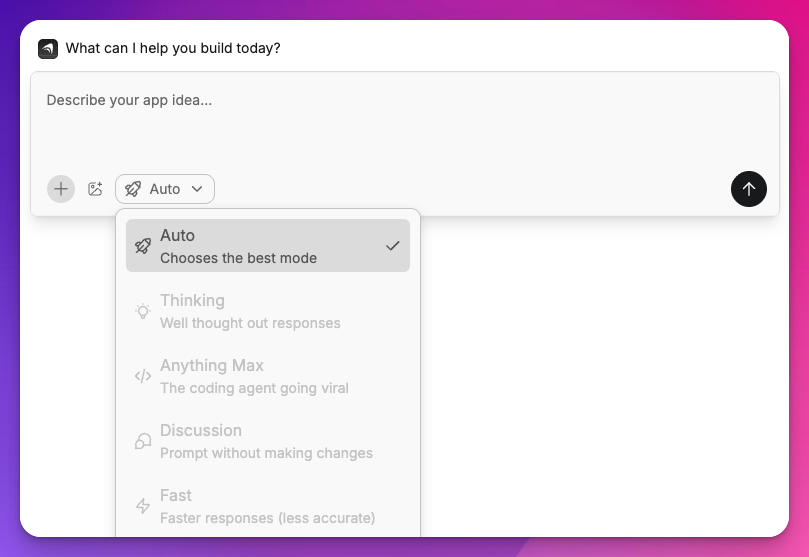 What can I help you build today?
Describe your app idea...
Auto
Auto
Chooses the best mode
Thinking
Well thought out responses
Anything Max
The coding agent going viral
Discussion
Prompt without making changes
Fast
Faster responses (less accurate)